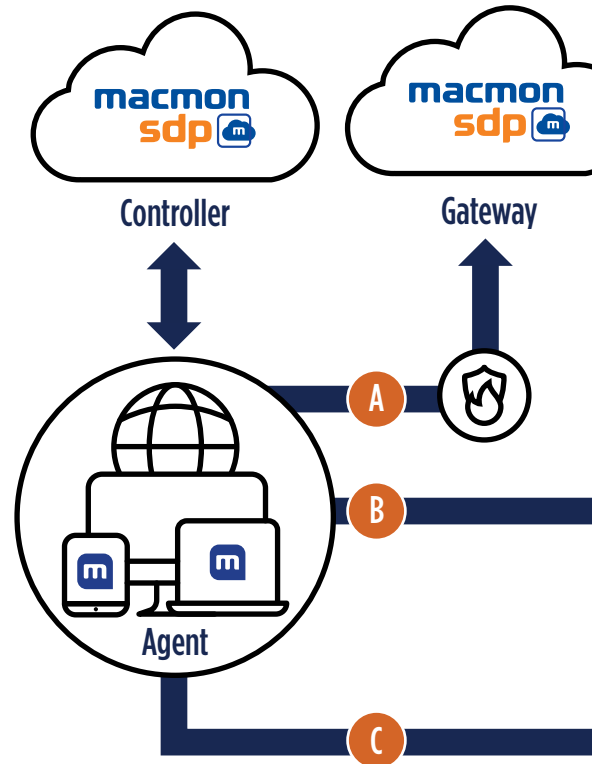 macmon
sdp m
macmon
sdp m
Controller
Gateway
A
B
m
m
Agent
C